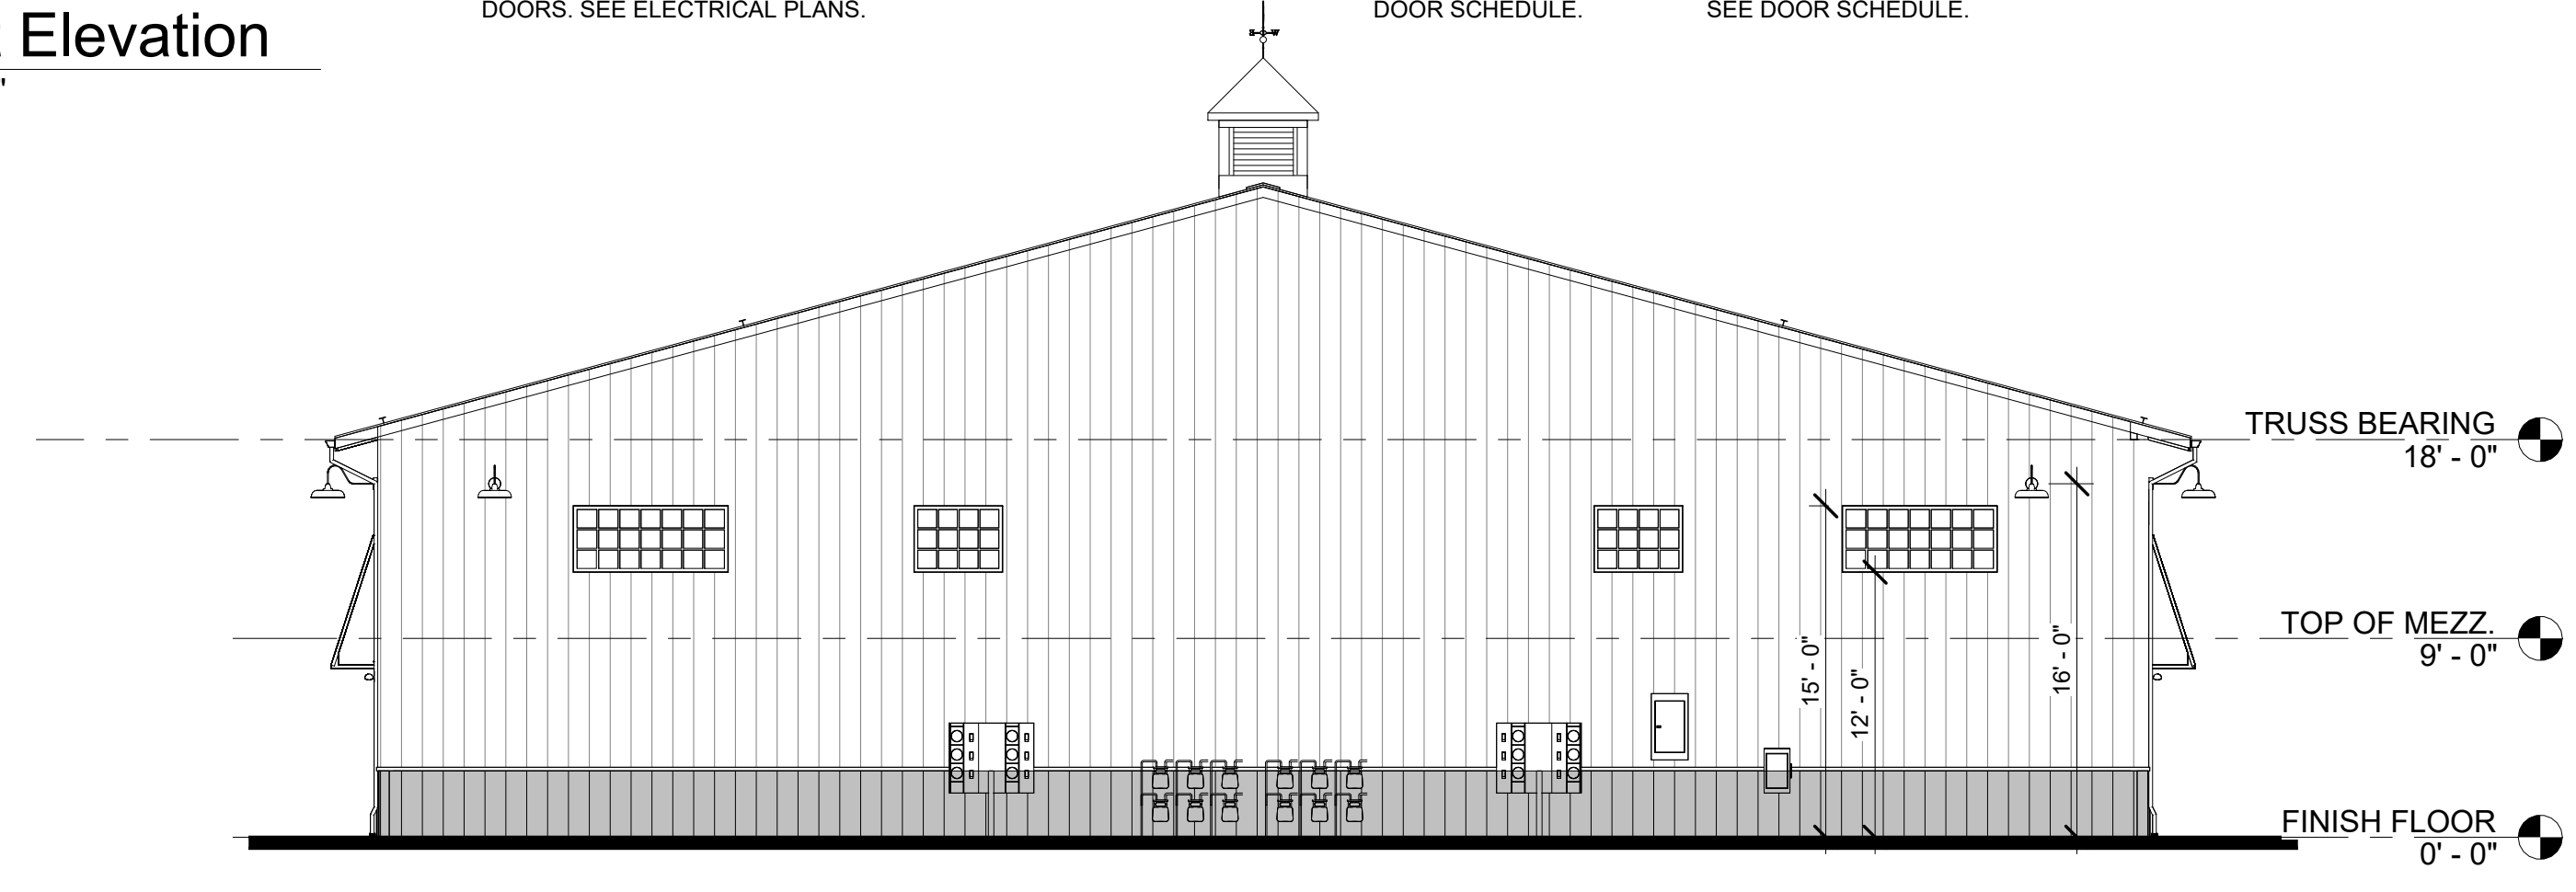 DOORS. SEE ELECTRICAL PLANS.
DOOR SCHEDULE.
SEE DOOR SCHEDULE.
Elevation
"
W
TRUSS BEARING
18' - 0"
TOP OF MEZZ.
9' - 0"
15' - 0"
12' - 0"
16' - 0"
FINISH FLOOR
0' - 0"